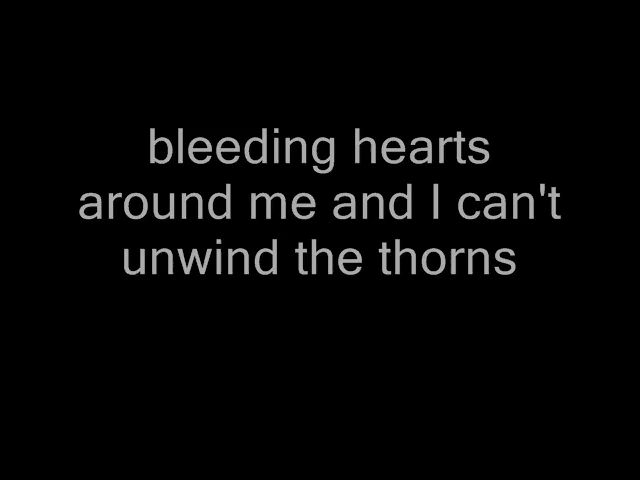 bleeding hearts
around me and I can't
unwind the thorns